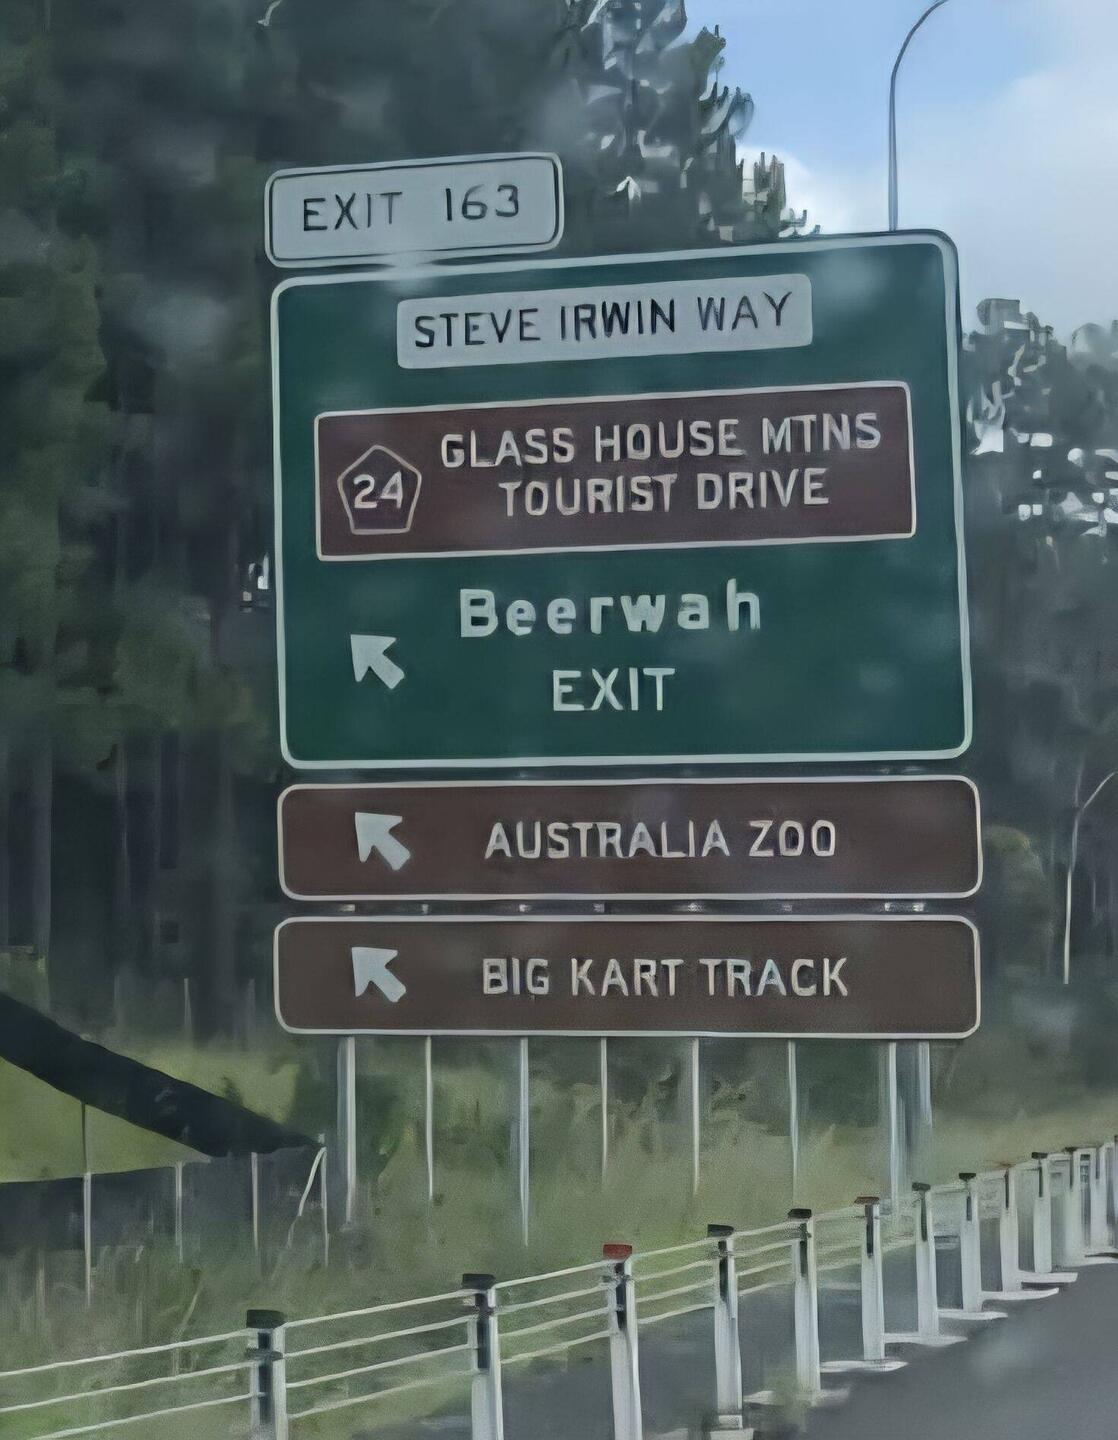 EXIT 163
STEVE IRWIN WAY
24
GLASS HOUSE MTNS
TOURIST DRIVE
Beerwah
EXIT
AUSTRALIA ZOO
BIG KART TRACK